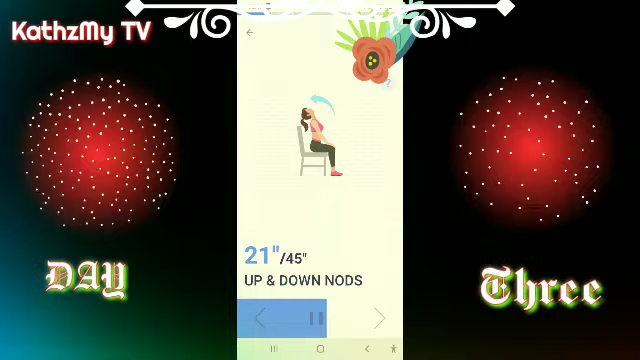 KathzMy TV
21"/45"
UP & DOWN NODS
DAY
Three